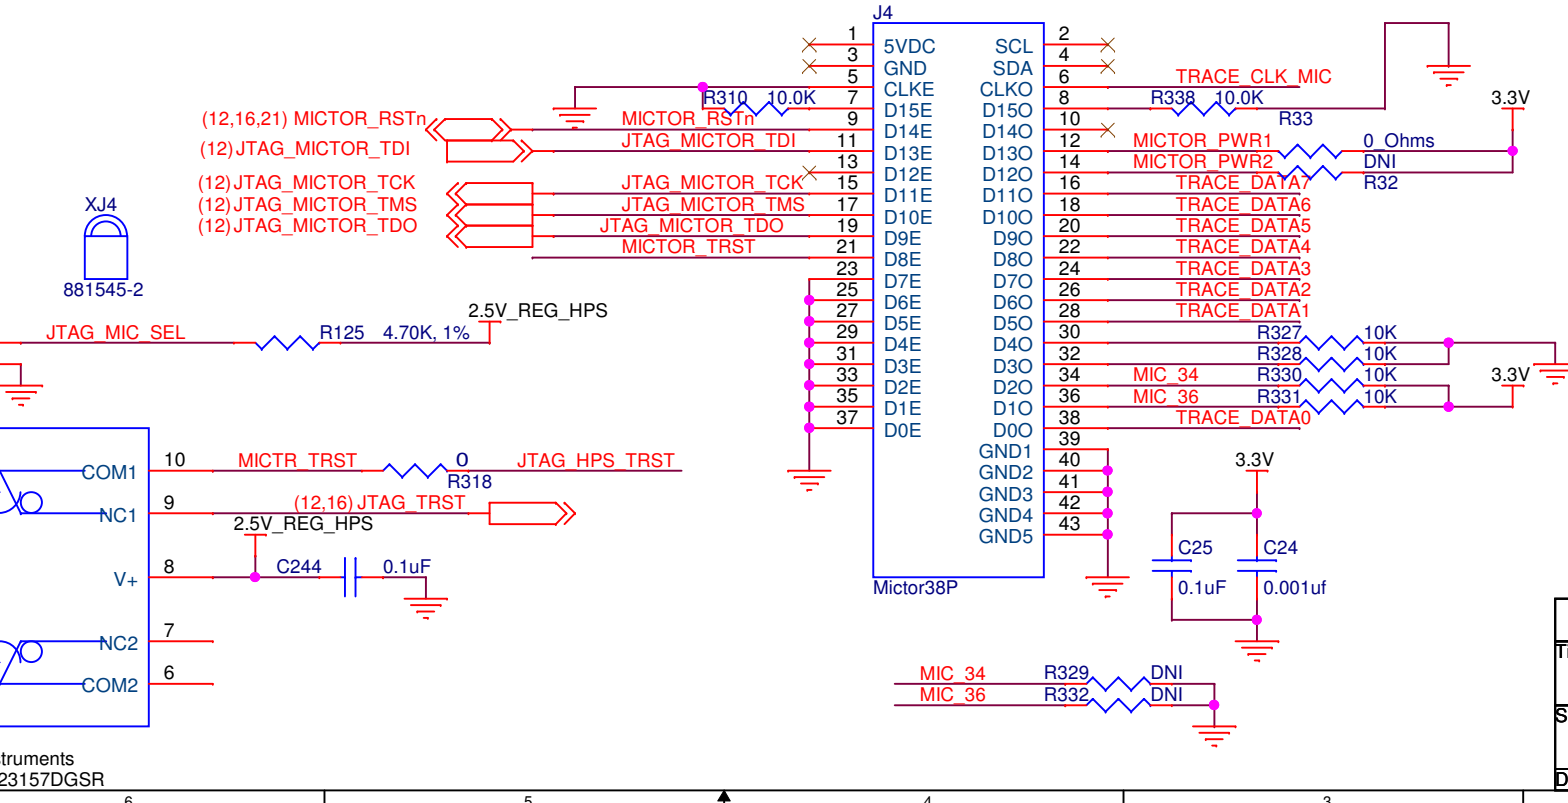 J4
1 5VDC SCL 2
3 GND SDA 4
5 CLKE CLKO 6 TRACE_CLK_MIC
R310 10.0K 7 D15E D15O 8 R338 10.0K
R33
3.3V
(12,16,21) MICTOR_RSTn MICTOR_RSTn 9 D14E D14O 10
(12)JTAG_MICTOR_TDI JTAG_MICTOR_TDI 11 D13E D13O 12 MICTOR_PWR1 0_Ohms
13 D12E D12O 14 MICTOR_PWR2 DNI
R32
(12)JTAG_MICTOR_TCK JTAG_MICTOR_TCK 15 D11E D11O 16 TRACE_DATA7
(12)JTAG_MICTOR_TMS JTAG_MICTOR_TMS 17 D10E D10O 18 TRACE_DATA6
(12)JTAG_MICTOR_TDO JTAG_MICTOR_TDO 19 D9E D9O 20 TRACE_DATA5
MICTOR_TRST 21 D8E D8O 22 TRACE_DATA4
23 D7E D7O 24 TRACE_DATA3
25 D6E D6O 26 TRACE_DATA2
27 D5E D5O 28 TRACE_DATA1
29 D4E D4O 30 R327 10K
31 D3E D3O 32 R328 10K
33 D2E D2O 34 MIC_34 R330 10K
3.3V
35 D1E D1O 36 MIC_36 R331 10K
37 D0E D0O 38 TRACE_DATA0
GND1 39
GND2 40
GND3 41
GND4 42
GND5 43
Mictor38P
XJ4
881545-2
2.5V_REG_HPS
JTAG_MIC_SEL R125 4.70K, 1%
COM1 10 MICTR_TRST 0 JTAG_HPS_TRST
R318
NC1 9 (12,16)JTAG_TRST
2.5V_REG_HPS
V+ 8 C244 0.1uF
NC2 7
COM2 6
3.3V
C25 C24
0.1uF 0.001uf
MIC_34 R329 DNI
MIC_36 R332 DNI
truments
23157DGSR
6 5 4 3